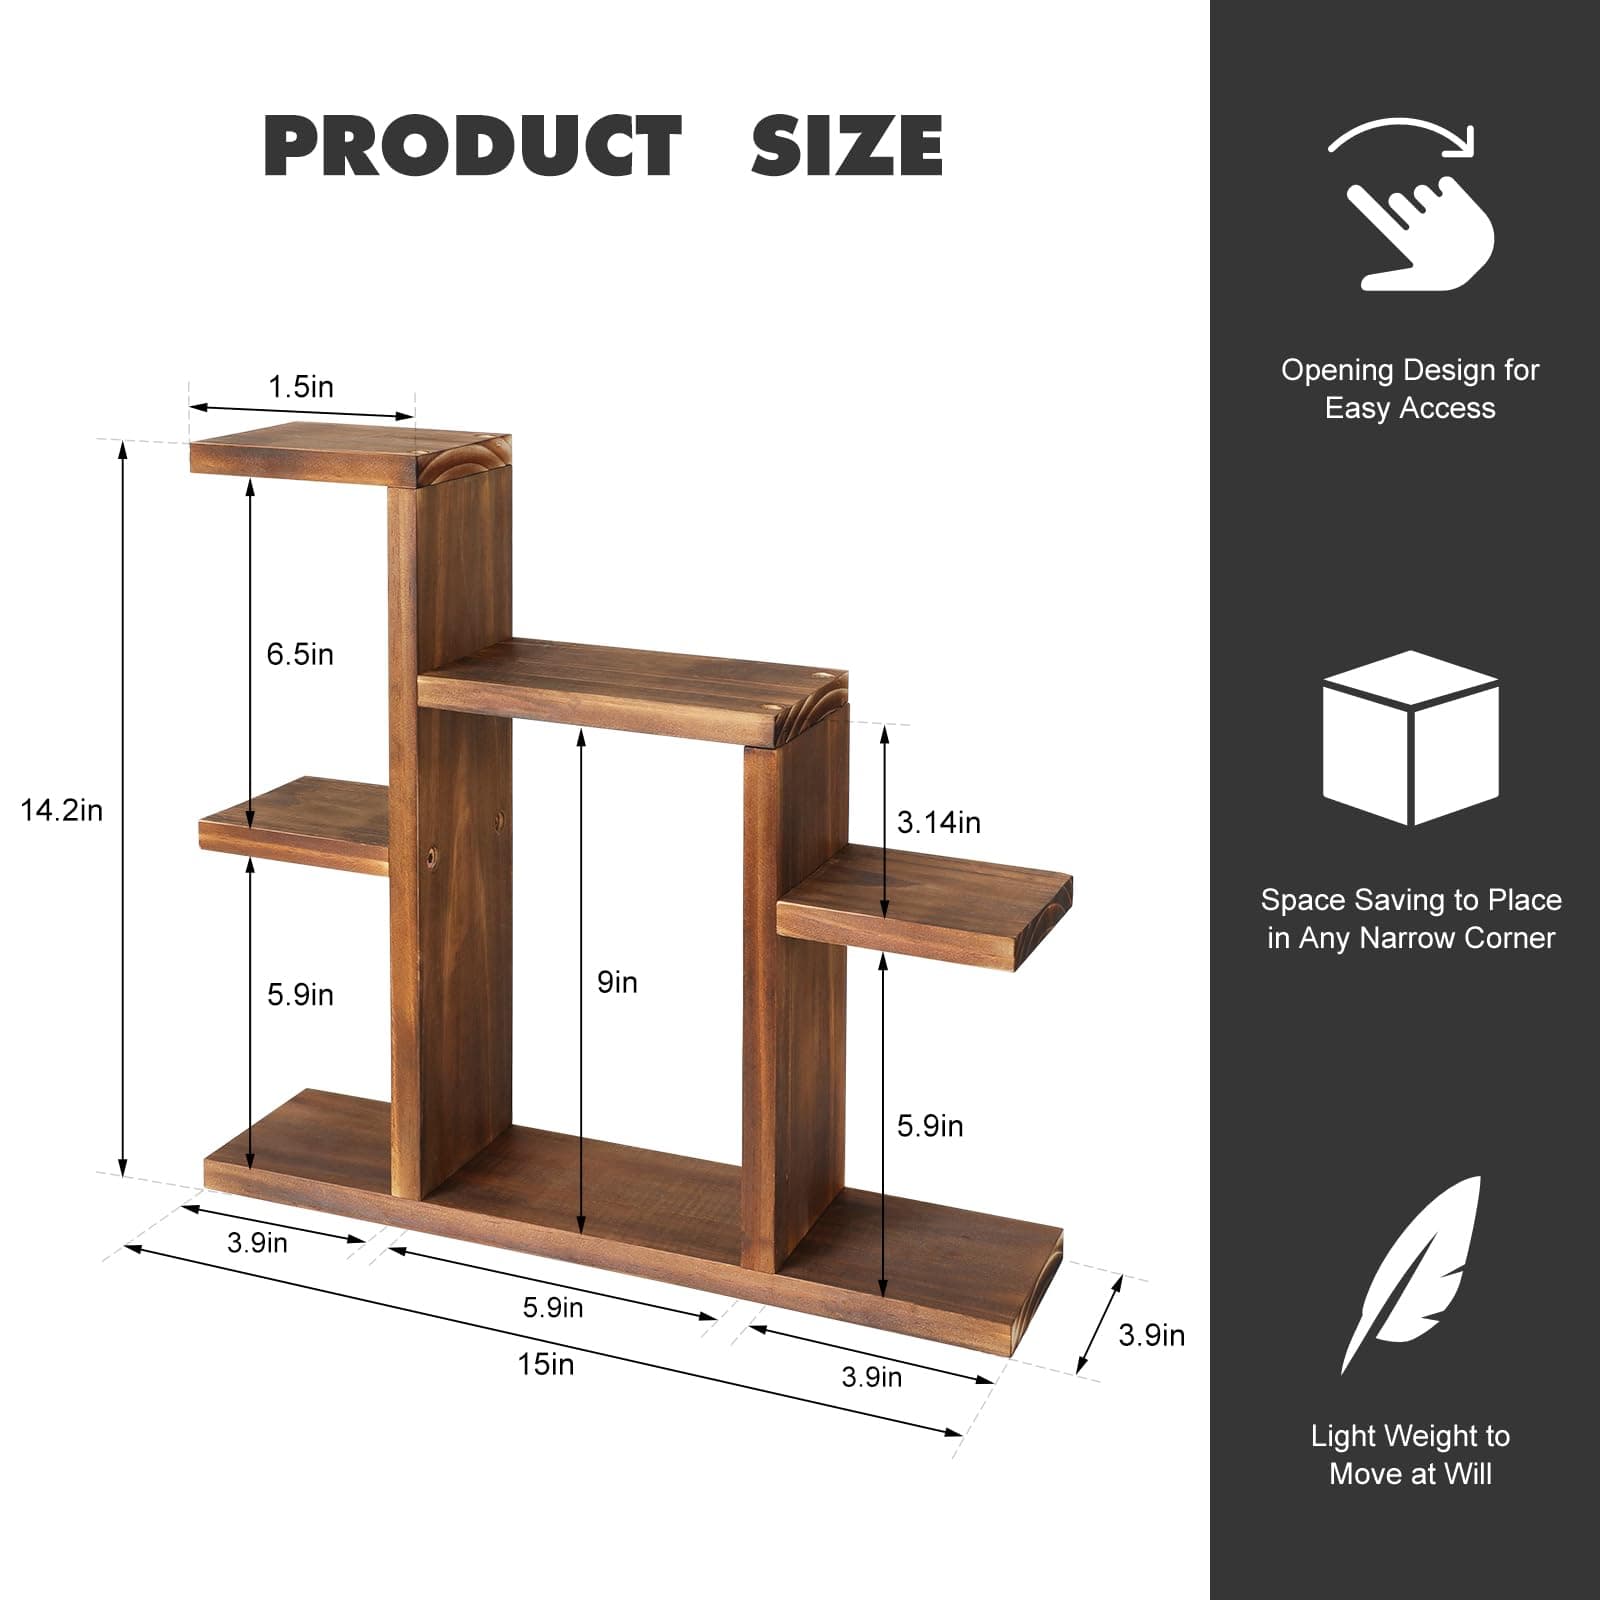 PRODUCT SIZE
1.5in
6.5in
14.2in
3.14in
9in
5.9in
5.9in
3.9in
5.9in
15in
3.9in
3.9in
Opening Design for
Easy Access
Space Saving to Place
in Any Narrow Corner
Light Weight to
Move at Will